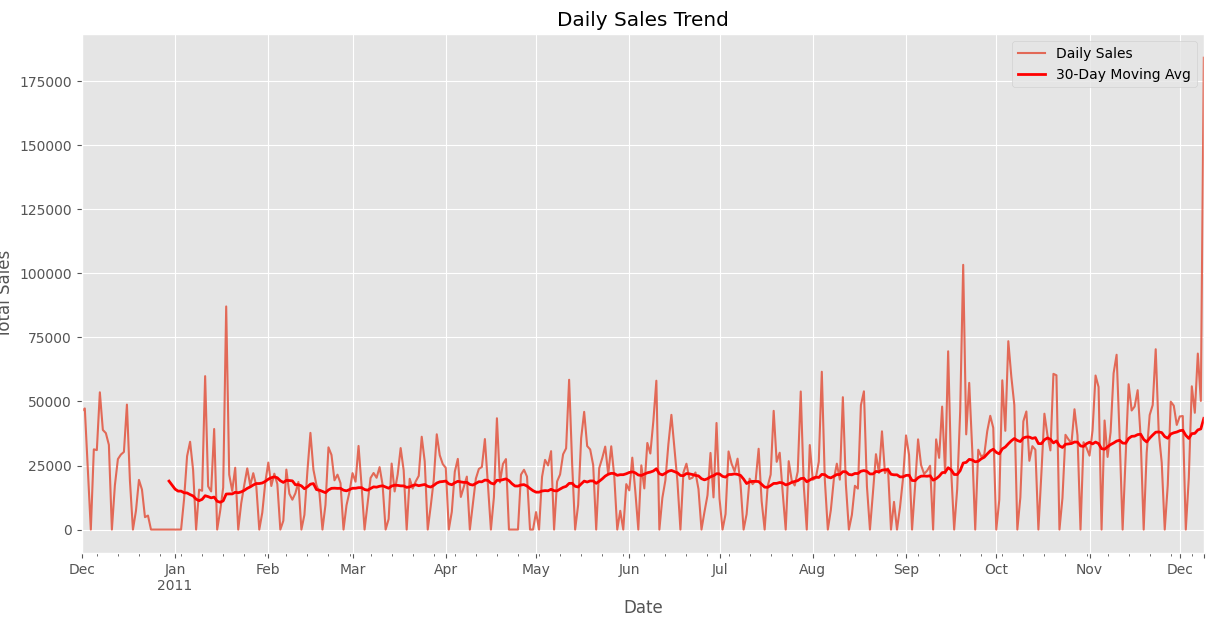 Daily Sales Trend
Daily Sales
30-Day Moving Avg
175000
150000
125000
100000
75000
50000
25000
0
Total Sales
Dec Jan Feb Mar Apr May Jun Jul Aug Sep Oct Nov Dec
2011
Date